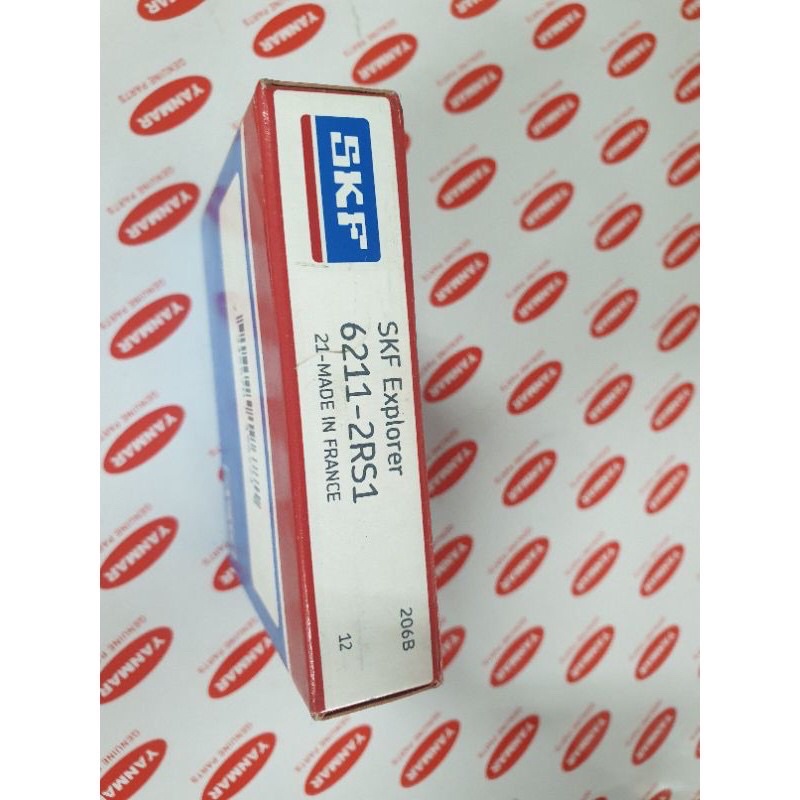 SKF
SKF Explorer
6211-2RS1
21-MADE IN FRANCE
206B
12
YANMAR
GENUINE PARTS